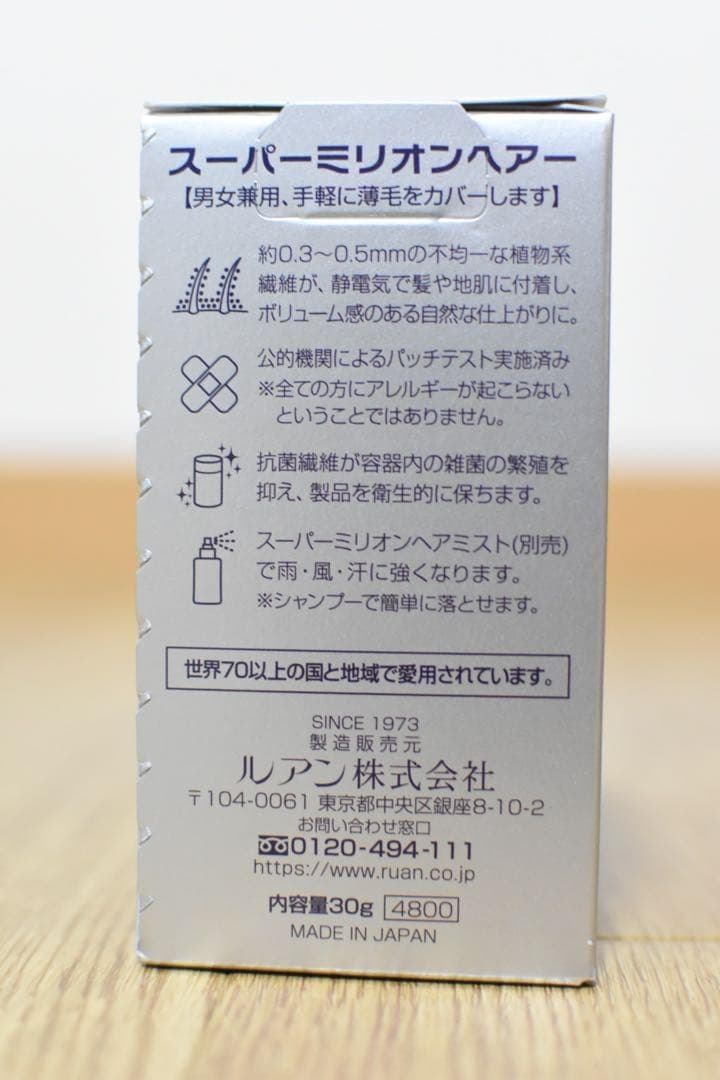 スーパーミリオンヘアー
【男女兼用、手軽に薄毛をカバーします】
約0.3〜0.5mmの不均一な植物系
繊維が、静電気で髪や地肌に付着し、
ボリューム感のある自然な仕上がりに。
公的機関によるパッチテスト実施済み
※全ての方にアレルギーが起こらない
ということではありません。
抗菌繊維が容器内の雑菌の繁殖を
抑え、製品を衛生的に保ちます。
スーパーミリオンヘアミスト(別売)
で雨・風・汗に強くなります。
※シャンプーで簡単に落とせます。
世界70以上の国と地域で愛用されています。
SINCE 1973
製造販売元
ルアン株式会社
〒104-0061 東京都中央区銀座8-10-2
お問い合わせ窓口
0120-494-111
https://www.ruan.co.jp
内容量30g 4800
MADE IN JAPAN